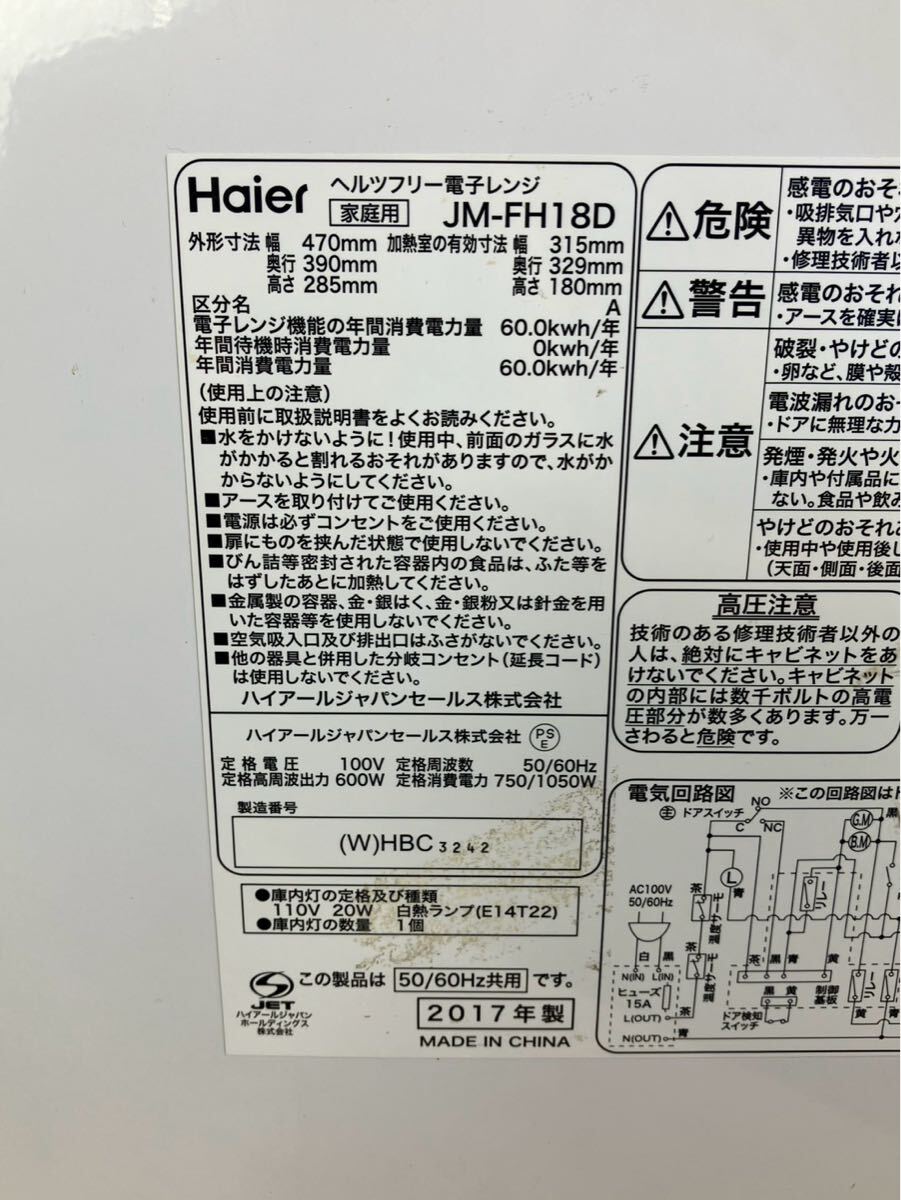 Haier
ヘルツフリー電子レンジ
家庭用 JM-FH18D
外形寸法 幅 470mm 加熱室の有効寸法 幅 315mm
奥行 390mm 奥行 329mm
高さ 285mm 高さ 180mm
区分名 A
電子レンジ機能の年間消費電力量 60.0kwh/年
年間待機時消費電力量 0kwh/年
年間消費電力量 60.0kwh/年
(使用上の注意)
使用前に取扱説明書をよくお読みください。
■水をかけないように!使用中、前面のガラスに水
がかかると割れるおそれがありますので、水がか
からないようにしてください。
■アースを取り付けてご使用ください。
■電源は必ずコンセントをご使用ください。
■扉にものを挟んだ状態で使用しないでください。
■びん詰等密封された容器内の食品は、ふた等を
はずしたあとに加熱してください。
■金属製の容器、金・銀はく、金・銀粉又は針金を用
いた容器等を使用しないでください。
■空気吸入口及び排出口はふさがないでください。
■他の器具と併用した分岐コンセント(延長コード)
は使用しないでください。
ハイアールジャパンセールス株式会社
ハイアールジャパンセールス株式会社 PSE
定格電圧 100V 定格周波数 50/60Hz
定格高周波出力 600W 定格消費電力 750/1050W
製造番号
(W)HBC 3242
●庫内灯の定格及び種類
110V 20W 白熱ランプ(E14T22)
●庫内灯の数量 1個
この製品は 50/60Hz共用 です。
JET
ハイアールジャパン
ホールディングス
株式会社
2017年製
MADE IN CHINA
⚠危険
感電のおそ
・吸排気口や
異物を入れ
・修理技術者
⚠警告
感電のおそれ
・アースを確実
⚠注意
破裂・やけどの
・卵など、膜や殻
電波漏れのお
・ドアに無理な力
発煙・発火や火
・庫内や付属品に
ない。食品や飲
やけどのおそれ
・使用中や使用後
(天面・側面・後面
高圧注意
技術のある修理技術者以外の
人は、絶対にキャビネットをあ
けないでください。キャビネット
の内部には数千ボルトの高電
圧部分が数多くあります。万一
さわると危険です。
電気回路図 ※この回路図は
主 ドアスイッチ
NO
C NC
G.M
B.M
黒
L 青
茶
リレー
AC100V
50/60Hz
温度サーモ
茶
白 黒
N(IN) L(IN)
ヒューズ
15A
L(OUT)
N(OUT)
温度サーモ
茶
青
茶 黒 青 黄
黒 黄
制御
基板
ドア検知
スイッチ
リレー
黄 青